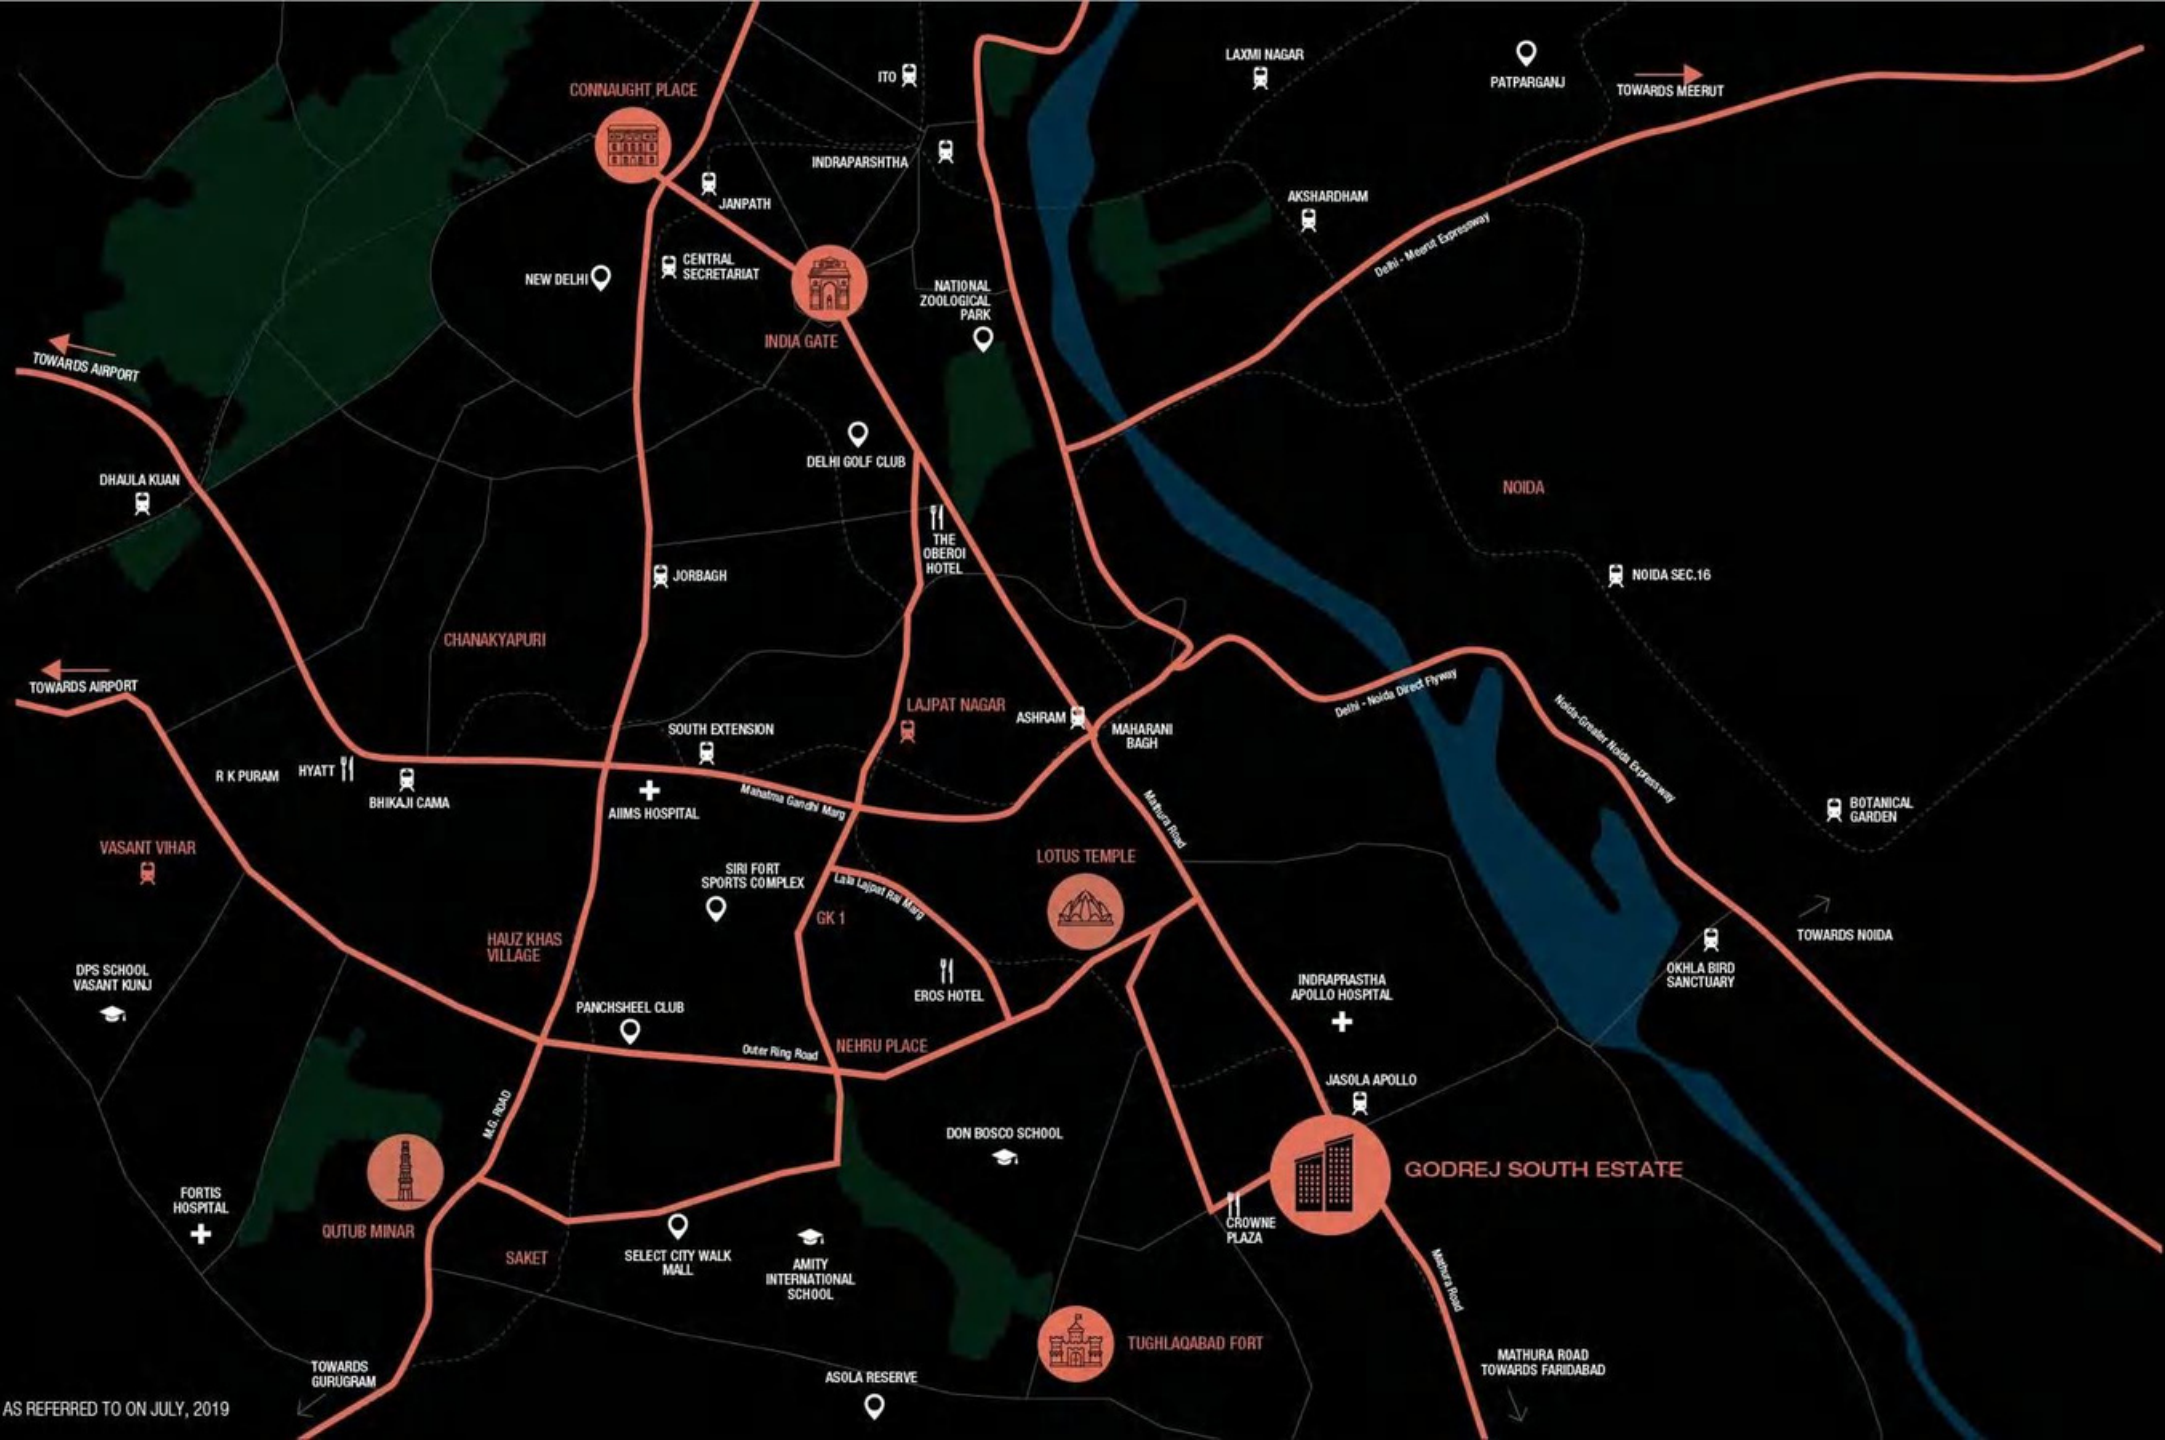 ITO
LAXMI NAGAR
PATPARGANJ
TOWARDS MEERUT
CONNAUGHT PLACE
INDRAPARSHTHA
JANPATH
AKSHARDHAM
Delhi - Meerut Expressway
NEW DELHI
CENTRAL
SECRETARIAT
NATIONAL
ZOOLOGICAL
PARK
INDIA GATE
TOWARDS AIRPORT
DELHI GOLF CLUB
DHAULA KUAN
NOIDA
THE
OBEROI
HOTEL
JORBAGH
NOIDA SEC.16
CHANAKYAPURI
TOWARDS AIRPORT
LAJPAT NAGAR
ASHRAM
MAHARANI
BAGH
Delhi - Noida Direct Flyway
Noida-Greater Noida Expressway
SOUTH EXTENSION
R K PURAM
HYATT
BHIKAJI CAMA
AIIMS HOSPITAL
Mahatma Gandhi Marg
Mathura Road
BOTANICAL
GARDEN
VASANT VIHAR
LOTUS TEMPLE
SIRI FORT
SPORTS COMPLEX
Lala Lajpat Rai Marg
GK 1
HAUZ KHAS
VILLAGE
TOWARDS NOIDA
DPS SCHOOL
VASANT KUNJ
EROS HOTEL
INDRAPRASTHA
APOLLO HOSPITAL
OKHLA BIRD
SANCTUARY
PANCHSHEEL CLUB
Outer Ring Road
NEHRU PLACE
JASOLA APOLLO
M.G. ROAD
DON BOSCO SCHOOL
GODREJ SOUTH ESTATE
FORTIS
HOSPITAL
QUTUB MINAR
CROWNE
PLAZA
SAKET
SELECT CITY WALK
MALL
AMITY
INTERNATIONAL
SCHOOL
Mathura Road
TUGHLAQABAD FORT
MATHURA ROAD
TOWARDS FARIDABAD
TOWARDS
GURUGRAM
ASOLA RESERVE
AS REFERRED TO ON JULY, 2019